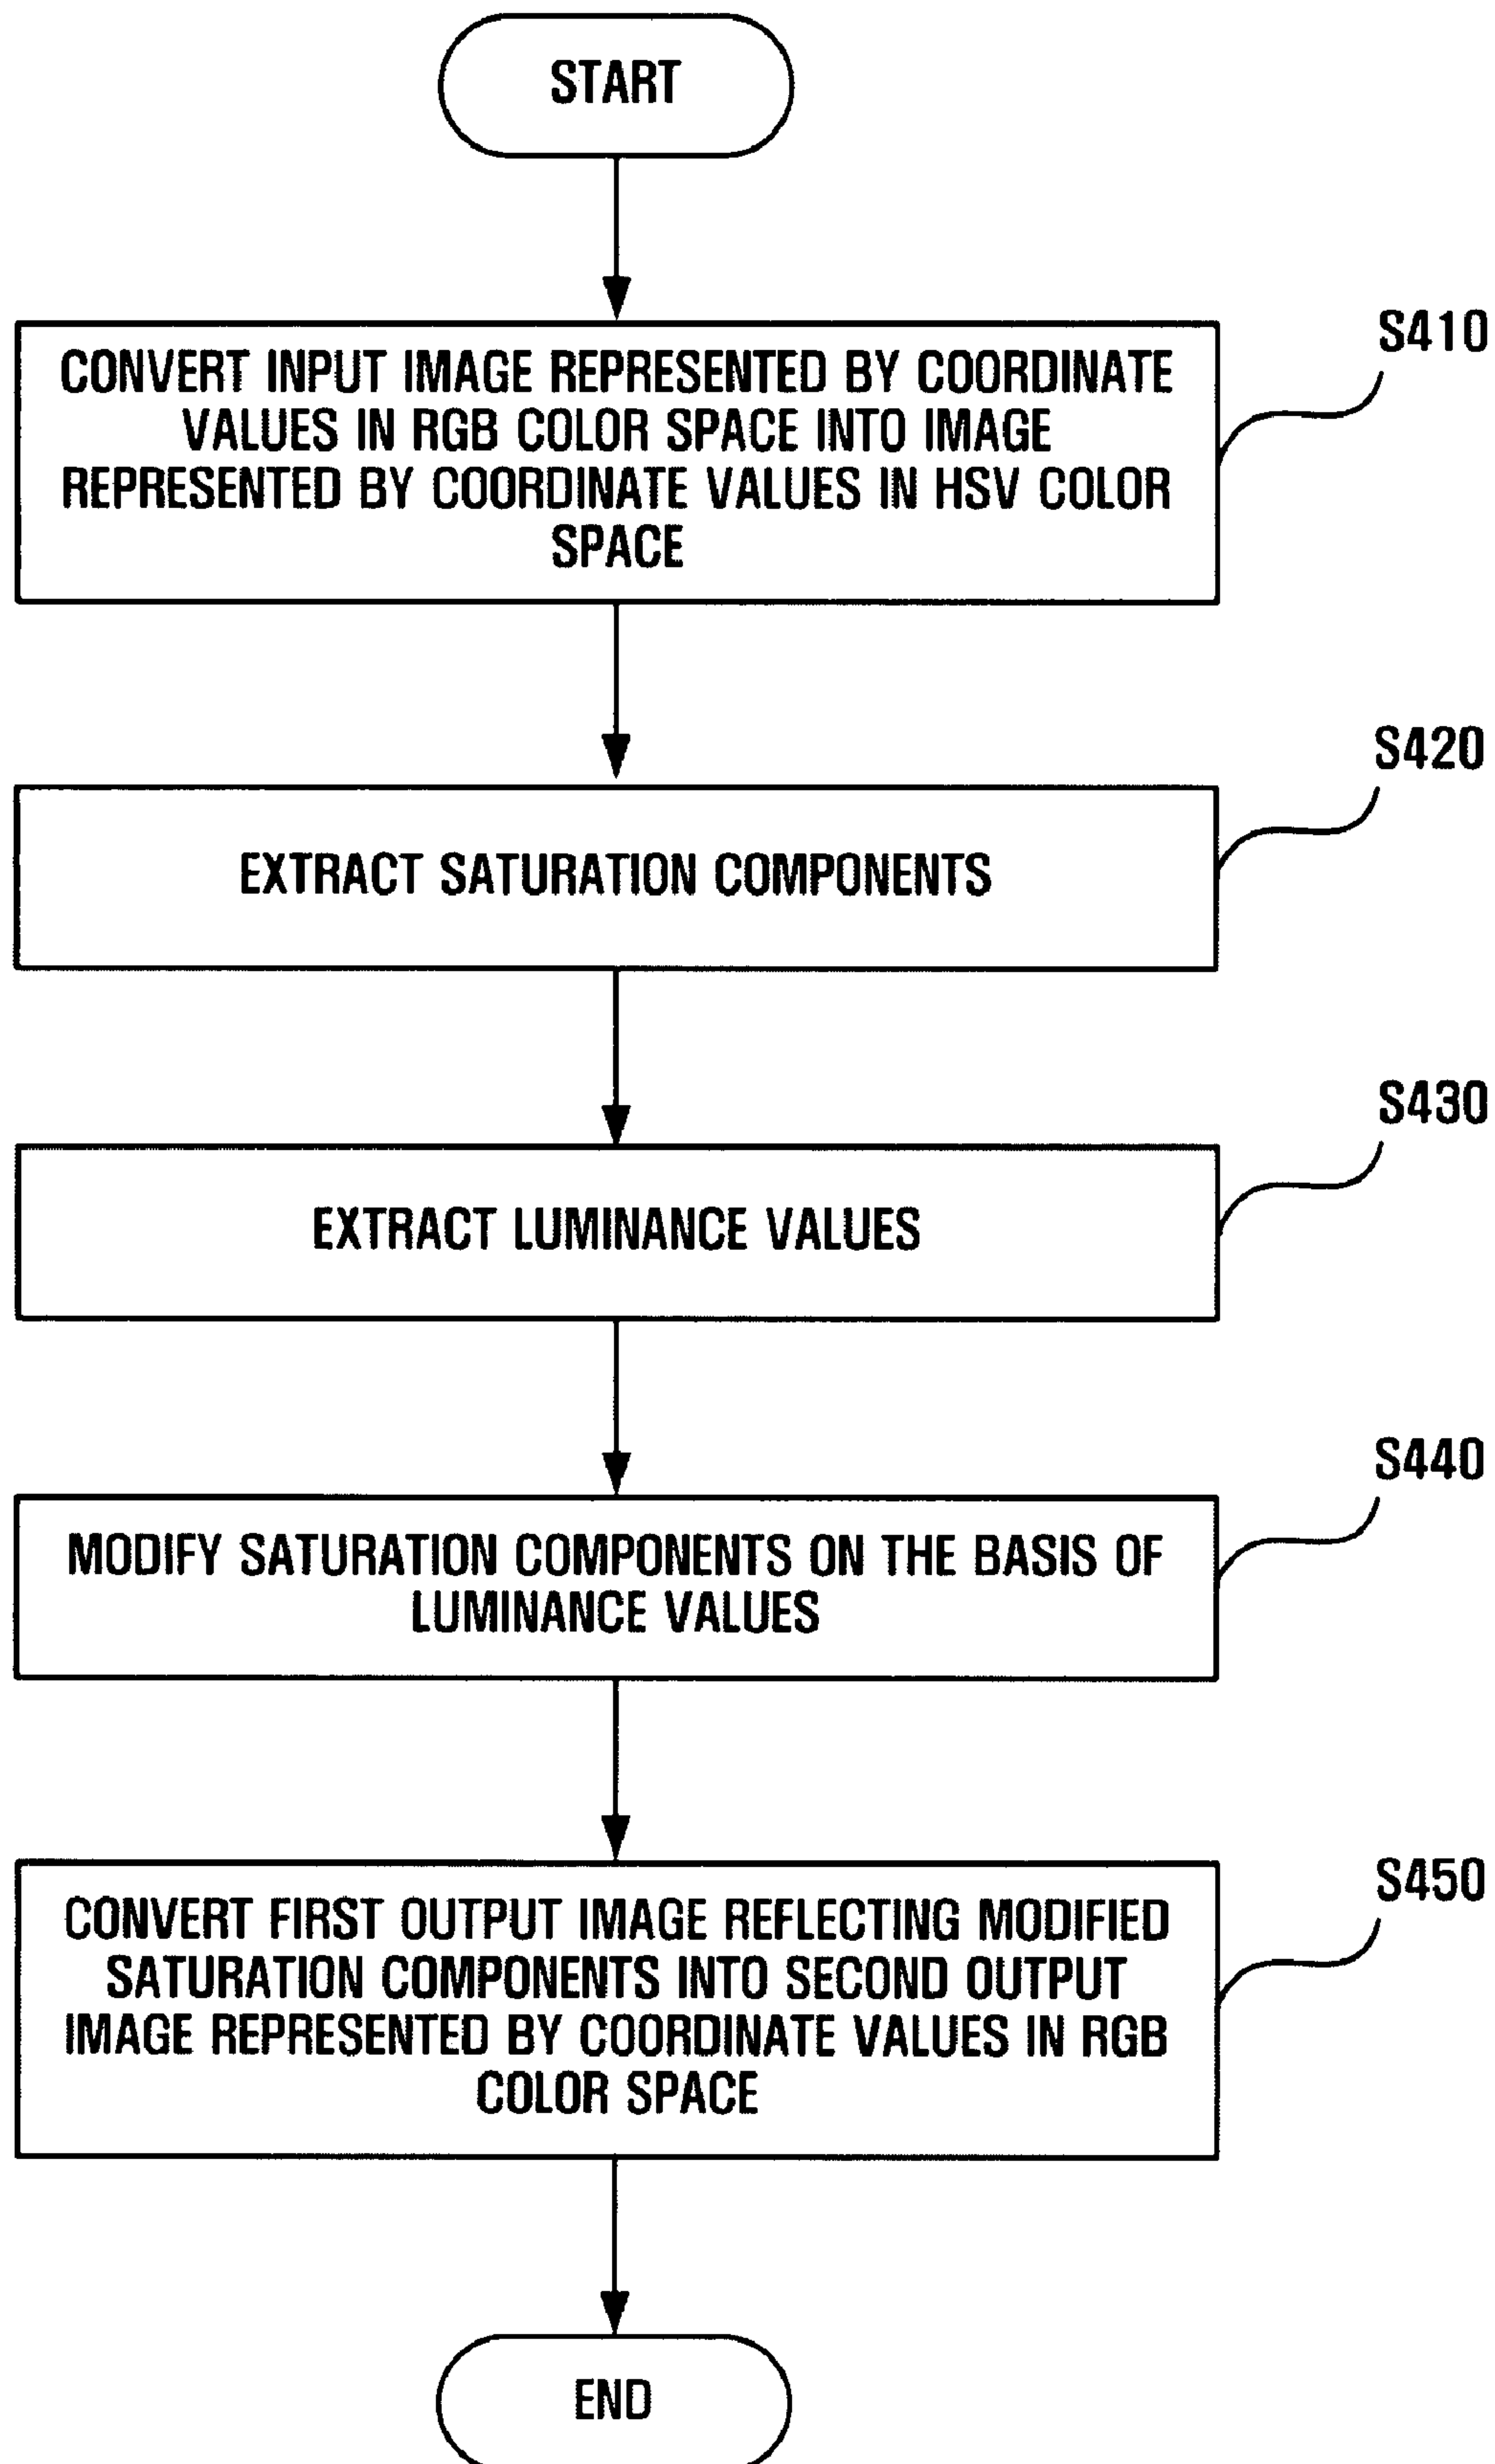 START
S410
CONVERT INPUT IMAGE REPRESENTED BY COORDINATE
VALUES IN RGB COLOR SPACE INTO IMAGE
REPRESENTED BY COORDINATE VALUES IN HSV COLOR
SPACE
S420
EXTRACT SATURATION COMPONENTS
S430
EXTRACT LUMINANCE VALUES
S440
MODIFY SATURATION COMPONENTS ON THE BASIS OF
LUMINANCE VALUES
S450
CONVERT FIRST OUTPUT IMAGE REFLECTING MODIFIED
SATURATION COMPONENTS INTO SECOND OUTPUT
IMAGE REPRESENTED BY COORDINATE VALUES IN RGB
COLOR SPACE
END